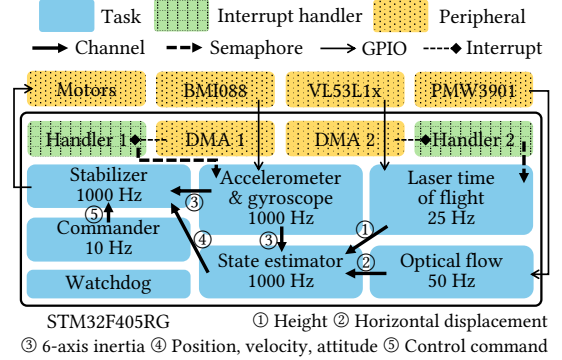 Task Interrupt handler Peripheral
Channel Semaphore GPIO Interrupt
Motors BMI088 VL53L1x PMW3901
Handler 1 DMA 1 DMA 2 Handler 2
Stabilizer
1000 Hz
Accelerometer
& gyroscope
1000 Hz
Laser time
of flight
25 Hz
③
⑤
③
①
Commander
10 Hz
④
State estimator
1000 Hz
②
Optical flow
50 Hz
Watchdog
STM32F405RG ① Height ② Horizontal displacement
③ 6-axis inertia ④ Position, velocity, attitude ⑤ Control command